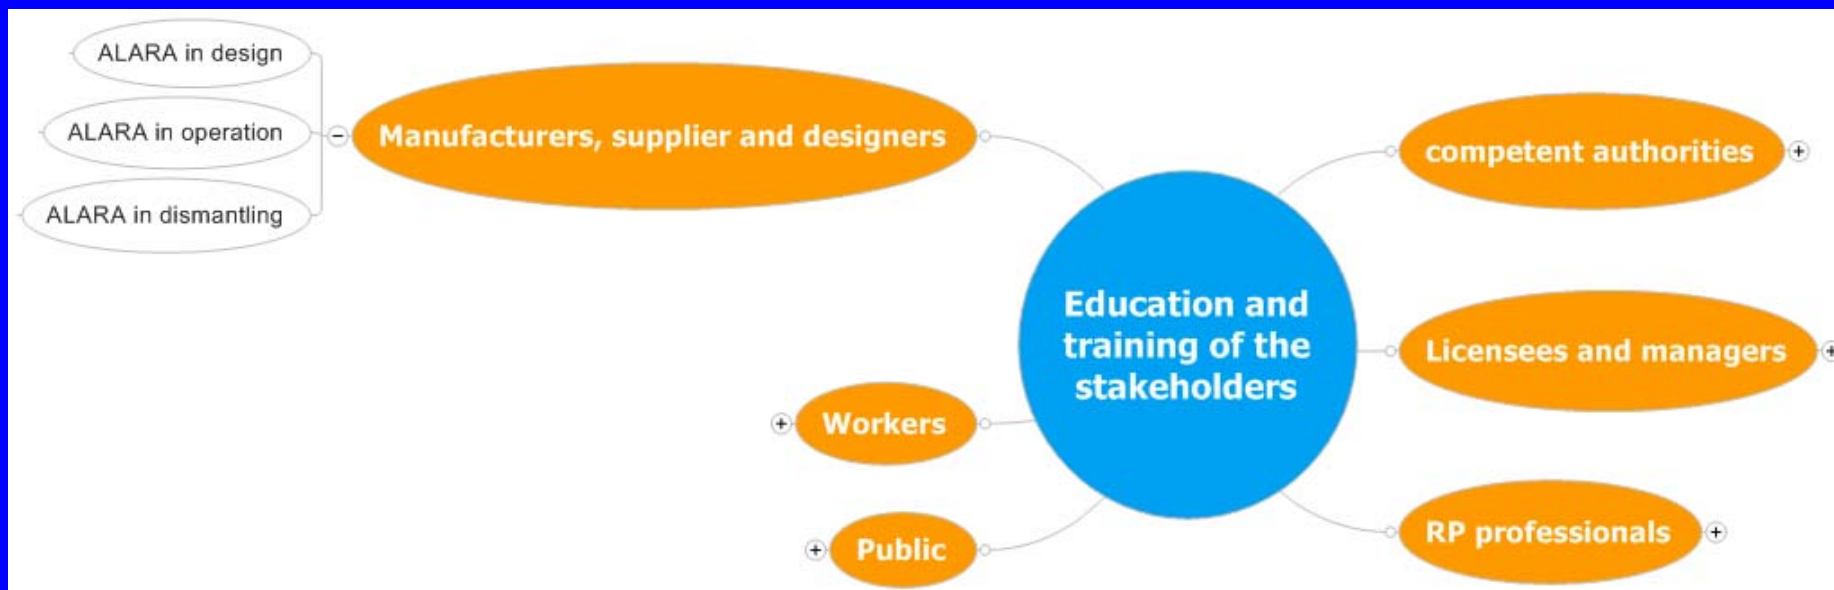 ALARA in design
ALARA in operation
ALARA in dismantling
Manufacturers, supplier and designers
competent authorities
Education and
training of the
stakeholders
Licensees and managers
Workers
Public
RP professionals